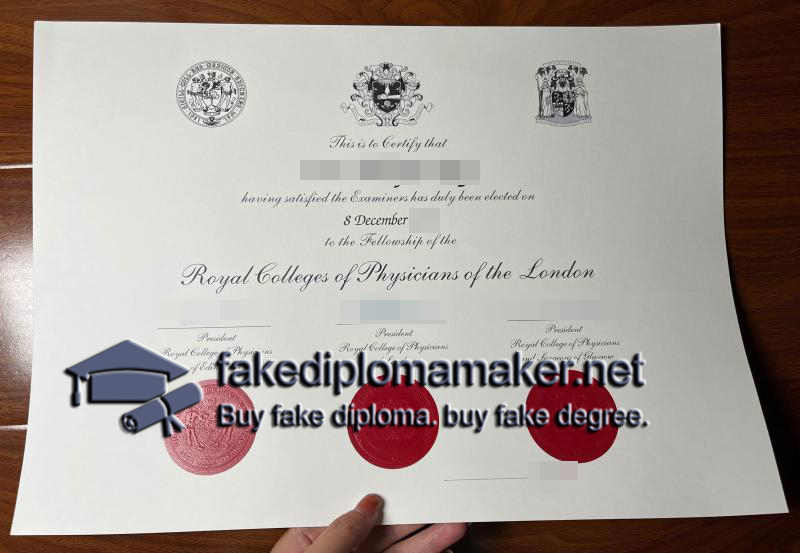 This is to Certify that
having satisfied the Examiners has duly been elected on
8 December
to the Fellowship of the
Royal Colleges of Physicians of the London
President
Royal College of Physicians
President
Royal College of Physicians
President
Royal College of Physicians
and Surgeons of Glasgow
fakediplomamaker.net
Buy fake diploma. buy fake degree.